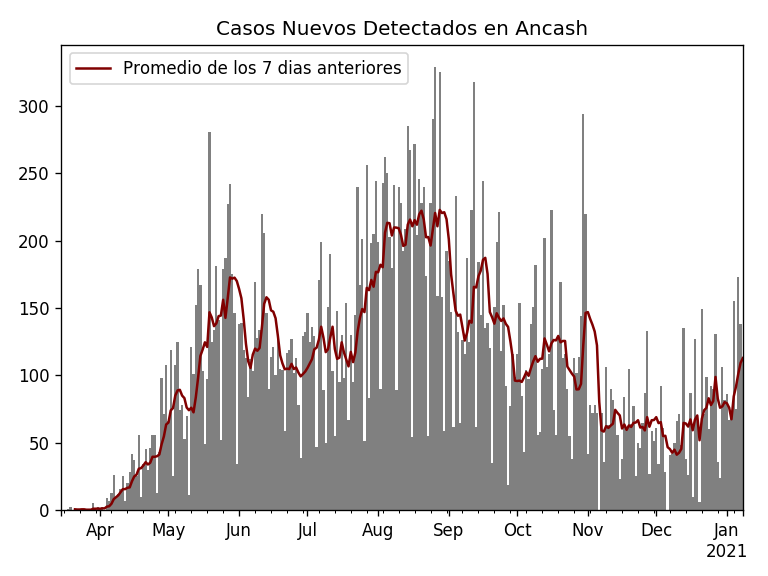 Casos Nuevos Detectados en Ancash
Promedio de los 7 dias anteriores
300
250
200
150
100
50
0
Apr May Jun Jul Aug Sep Oct Nov Dec Jan
2021